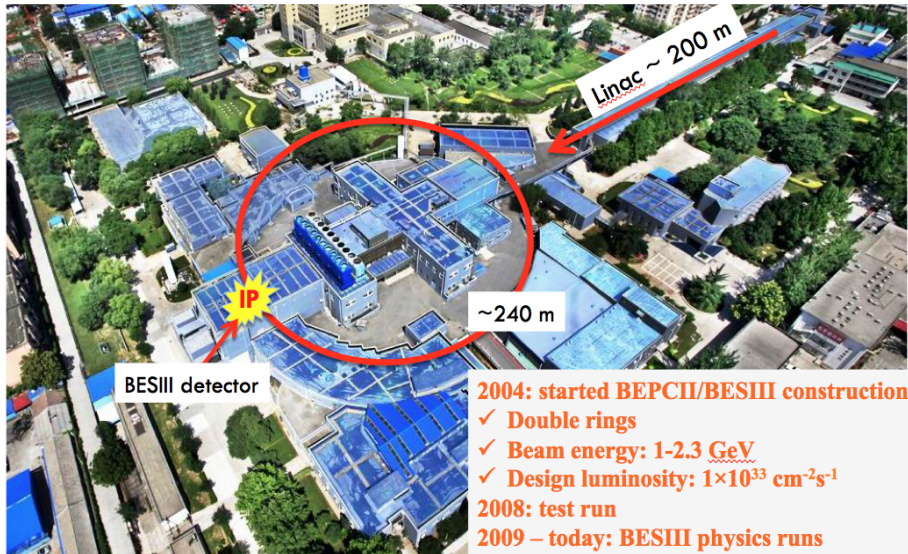 Linac ~ 200 m
IP
~240 m
BESIII detector
2004: started BEPCII/BESIII construction
✓ Double rings
✓ Beam energy: 1-2.3 GeV
✓ Design luminosity: 1×10³³ cm⁻²s⁻¹
2008: test run
2009 – today: BESIII physics runs